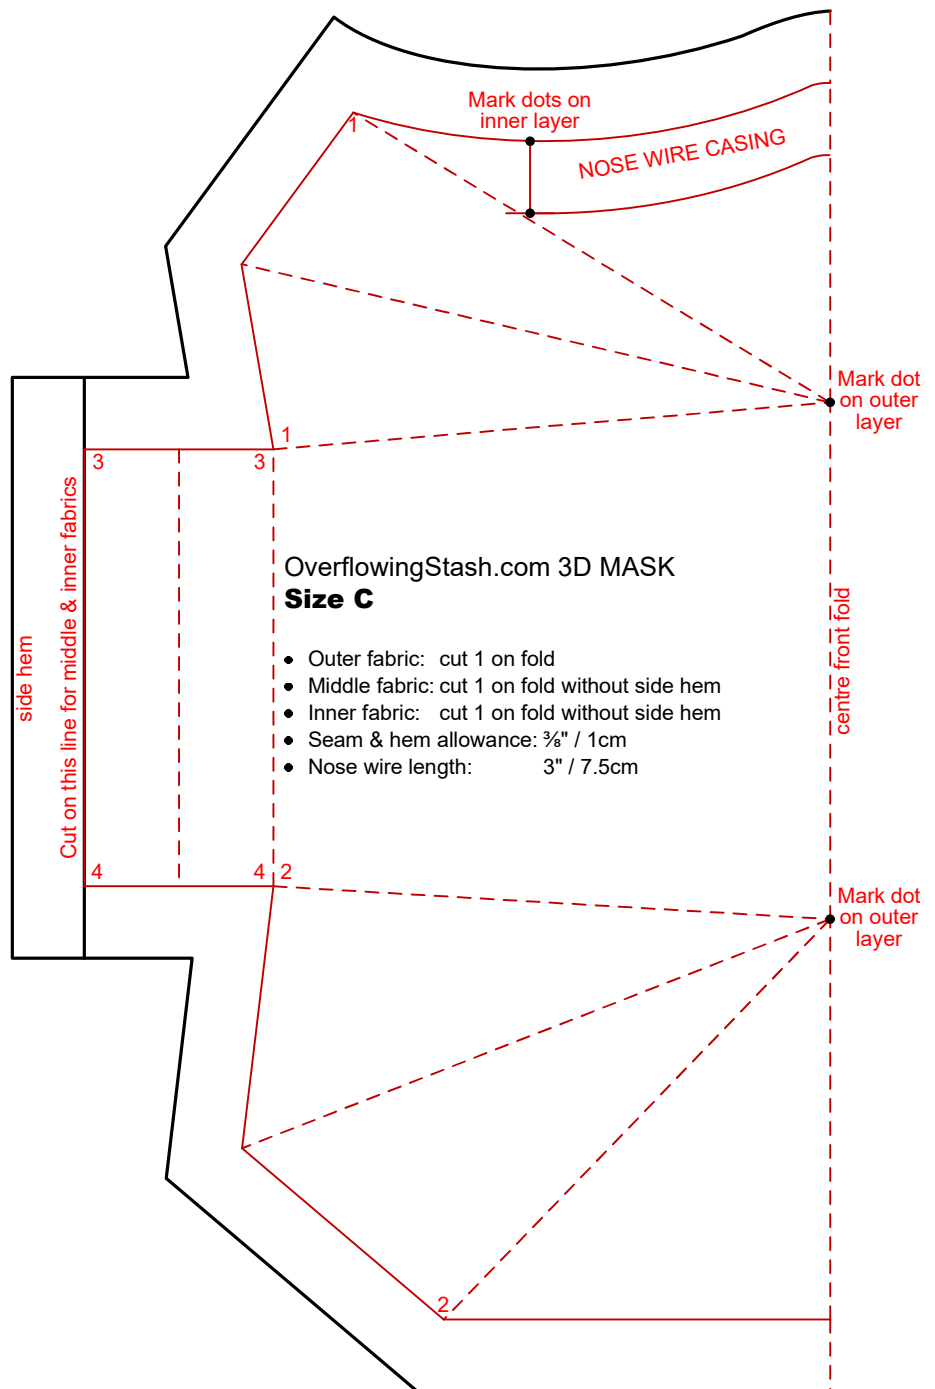 Mark dots on
inner layer
1
NOSE WIRE CASING
Mark dot
on outer
layer
1
3
3
Cut on this line for middle & inner fabrics
side hem
OverflowingStash.com 3D MASK
Size C
• Outer fabric: cut 1 on fold
• Middle fabric: cut 1 on fold without side hem
• Inner fabric: cut 1 on fold without side hem
• Seam & hem allowance: ⅜" / 1cm
• Nose wire length: 3" / 7.5cm
centre front fold
4
4
2
Mark dot
on outer
layer
2